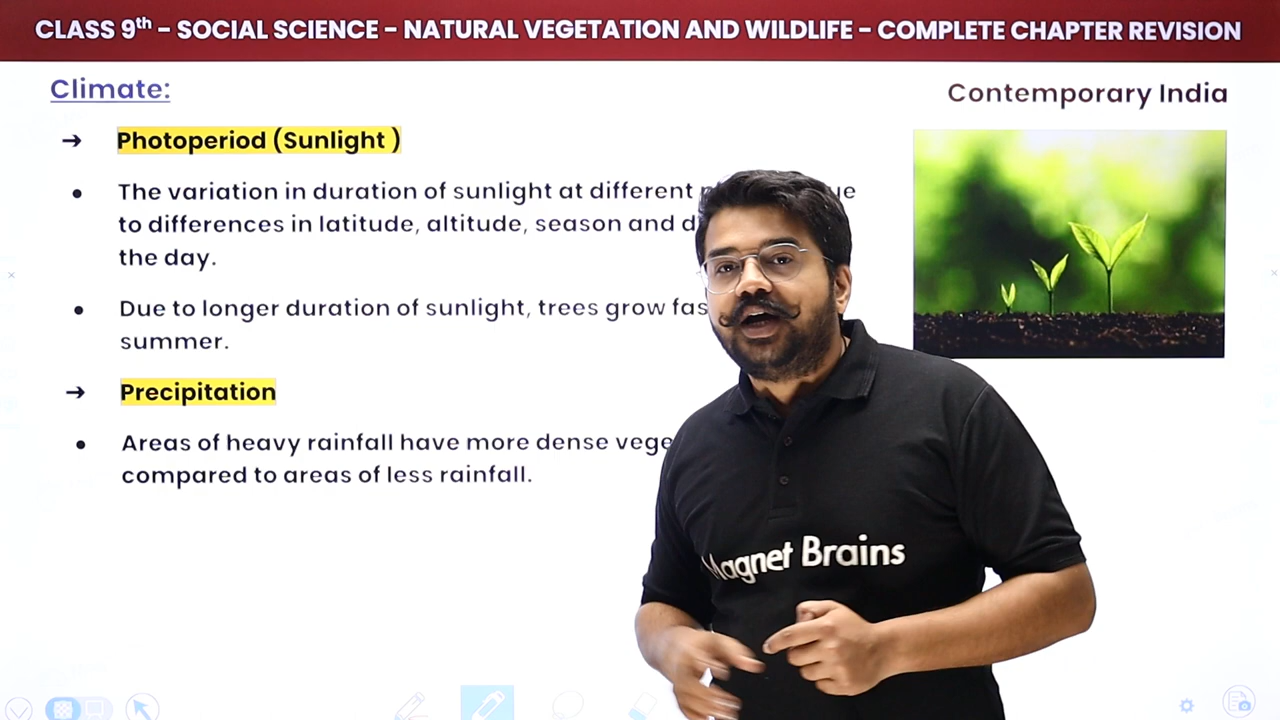 CLASS 9th – SOCIAL SCIENCE – NATURAL VEGETATION AND WILDLIFE – COMPLETE CHAPTER REVISION
Climate:
Contemporary India
➔ Photoperiod (Sunlight )
● The variation in duration of sunlight at different
to differences in latitude, altitude, season and
the day.
● Due to longer duration of sunlight, trees grow
summer.
➔ Precipitation
● Areas of heavy rainfall have more dense
compared to areas of less rainfall.
Magnet Brains